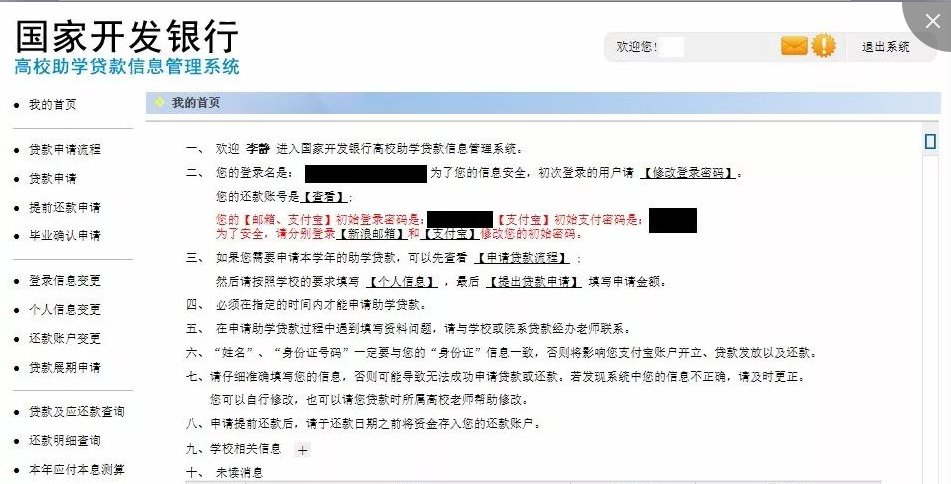 国家开发银行
高校助学贷款信息管理系统
欢迎您!
退出系统
我的首页
贷款申请流程
贷款申请
提前还款申请
毕业确认申请
登录信息变更
个人信息变更
还款账户变更
贷款展期申请
贷款及应还款查询
还款明细查询
本年应付本息测算
我的首页
一、 欢迎 李静 进入国家开发银行高校助学贷款信息管理系统。
二、 您的登录名是: 为了您的信息安全，初次登录的用户请 【修改登录密码】。
您的还款账号是【查看】;
您的【邮箱、支付宝】初始登录密码是: 【支付宝】初始支付密码是:
为了安全，请分别登录【新浪邮箱】和【支付宝】修改您的初始密码。
三、 如果您需要申请本学年的助学贷款，可以先查看 【申请贷款流程】 ;
然后请按照学校的要求填写 【个人信息】 ，最后 【提出贷款申请】 填写申请金额。
四、 必须在指定的时间内才能申请助学贷款。
五、 在申请助学贷款过程中遇到填写资料问题，请与学校或院系贷款经办老师联系。
六、“姓名”、“身份证号码”一定要与您的“身份证”信息一致，否则将影响您支付宝账户开立、贷款发放以及还款。
七、请仔细准确填写您的信息，否则可能导致无法成功申请贷款或还款。若发现系统中您的信息不正确，请及时更正。
您可以自行修改，也可以请您贷款时所属高校老师帮助修改。
八、申请提前还款后，请于还款日期之前将资金存入您的还款账户。
九、学校相关信息 +
十、 未读消息